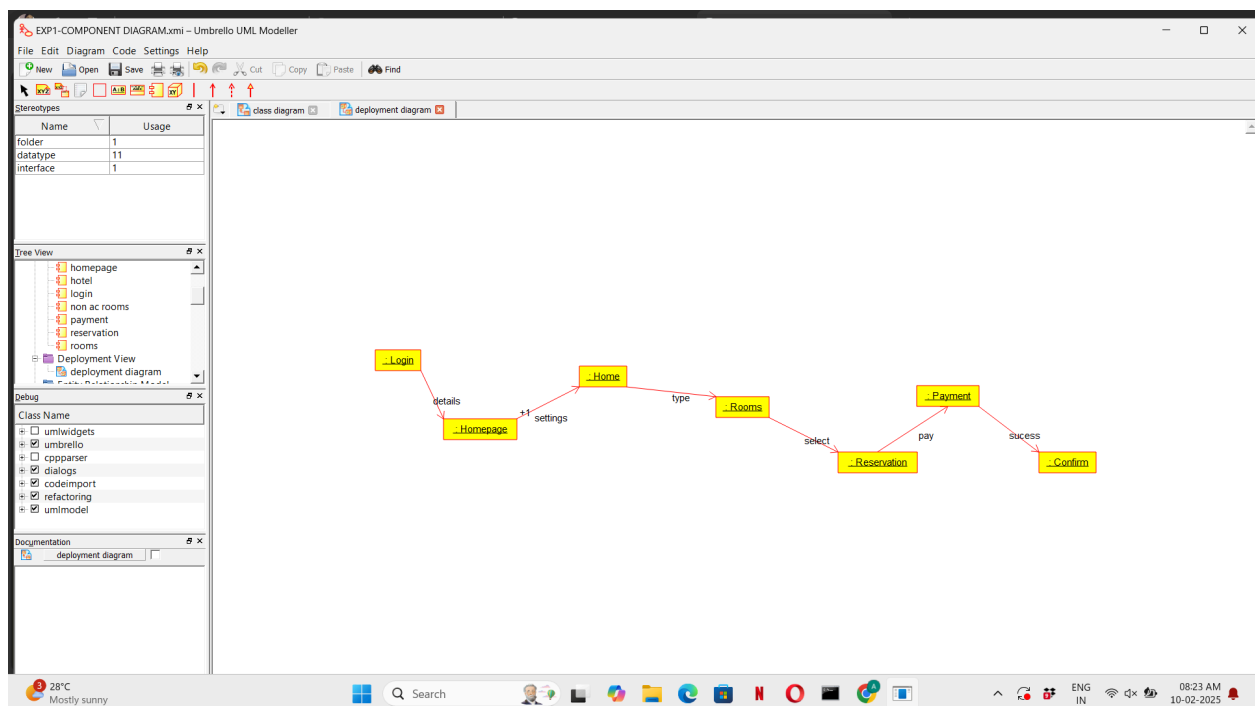 EXP1-COMPONENT DIAGRAM.xmi – Umbrello UML Modeller
File Edit Diagram Code Settings Help
New Open Save Cut Copy Paste Find
Stereotypes
class diagram deployment diagram
Name Usage
folder 1
datatype 11
interface 1
Tree View
homepage
hotel
login
non ac rooms
payment
reservation
rooms
Deployment View
deployment diagram
Debug
Class Name
umlwidgets
umbrello
cppparser
dialogs
codeimport
refactoring
umlmodel
Documentation
deployment diagram
: Login
details
: Homepage
+1
settings
: Home
type
: Rooms
select
: Reservation
pay
: Payment
sucess
: Confirm
3
28°C
Mostly sunny
Search
ENG
IN
08:23 AM
10-02-2025